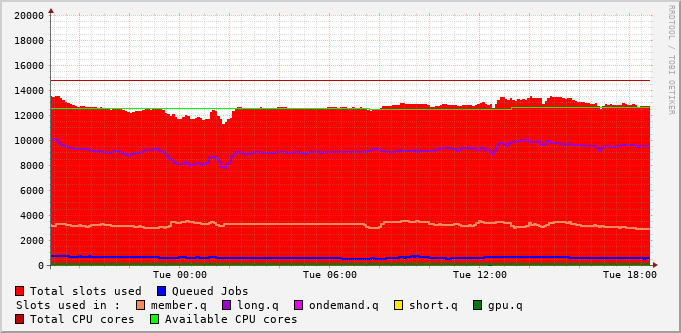 20000
18000
16000
14000
12000
10000
8000
6000
4000
2000
0
Tue 00:00 Tue 06:00 Tue 12:00 Tue 18:00
RRDTOOL / TOBI OETIKER
Total slots used Queued Jobs
Slots used in : member.q long.q ondemand.q short.q gpu.q
Total CPU cores Available CPU cores